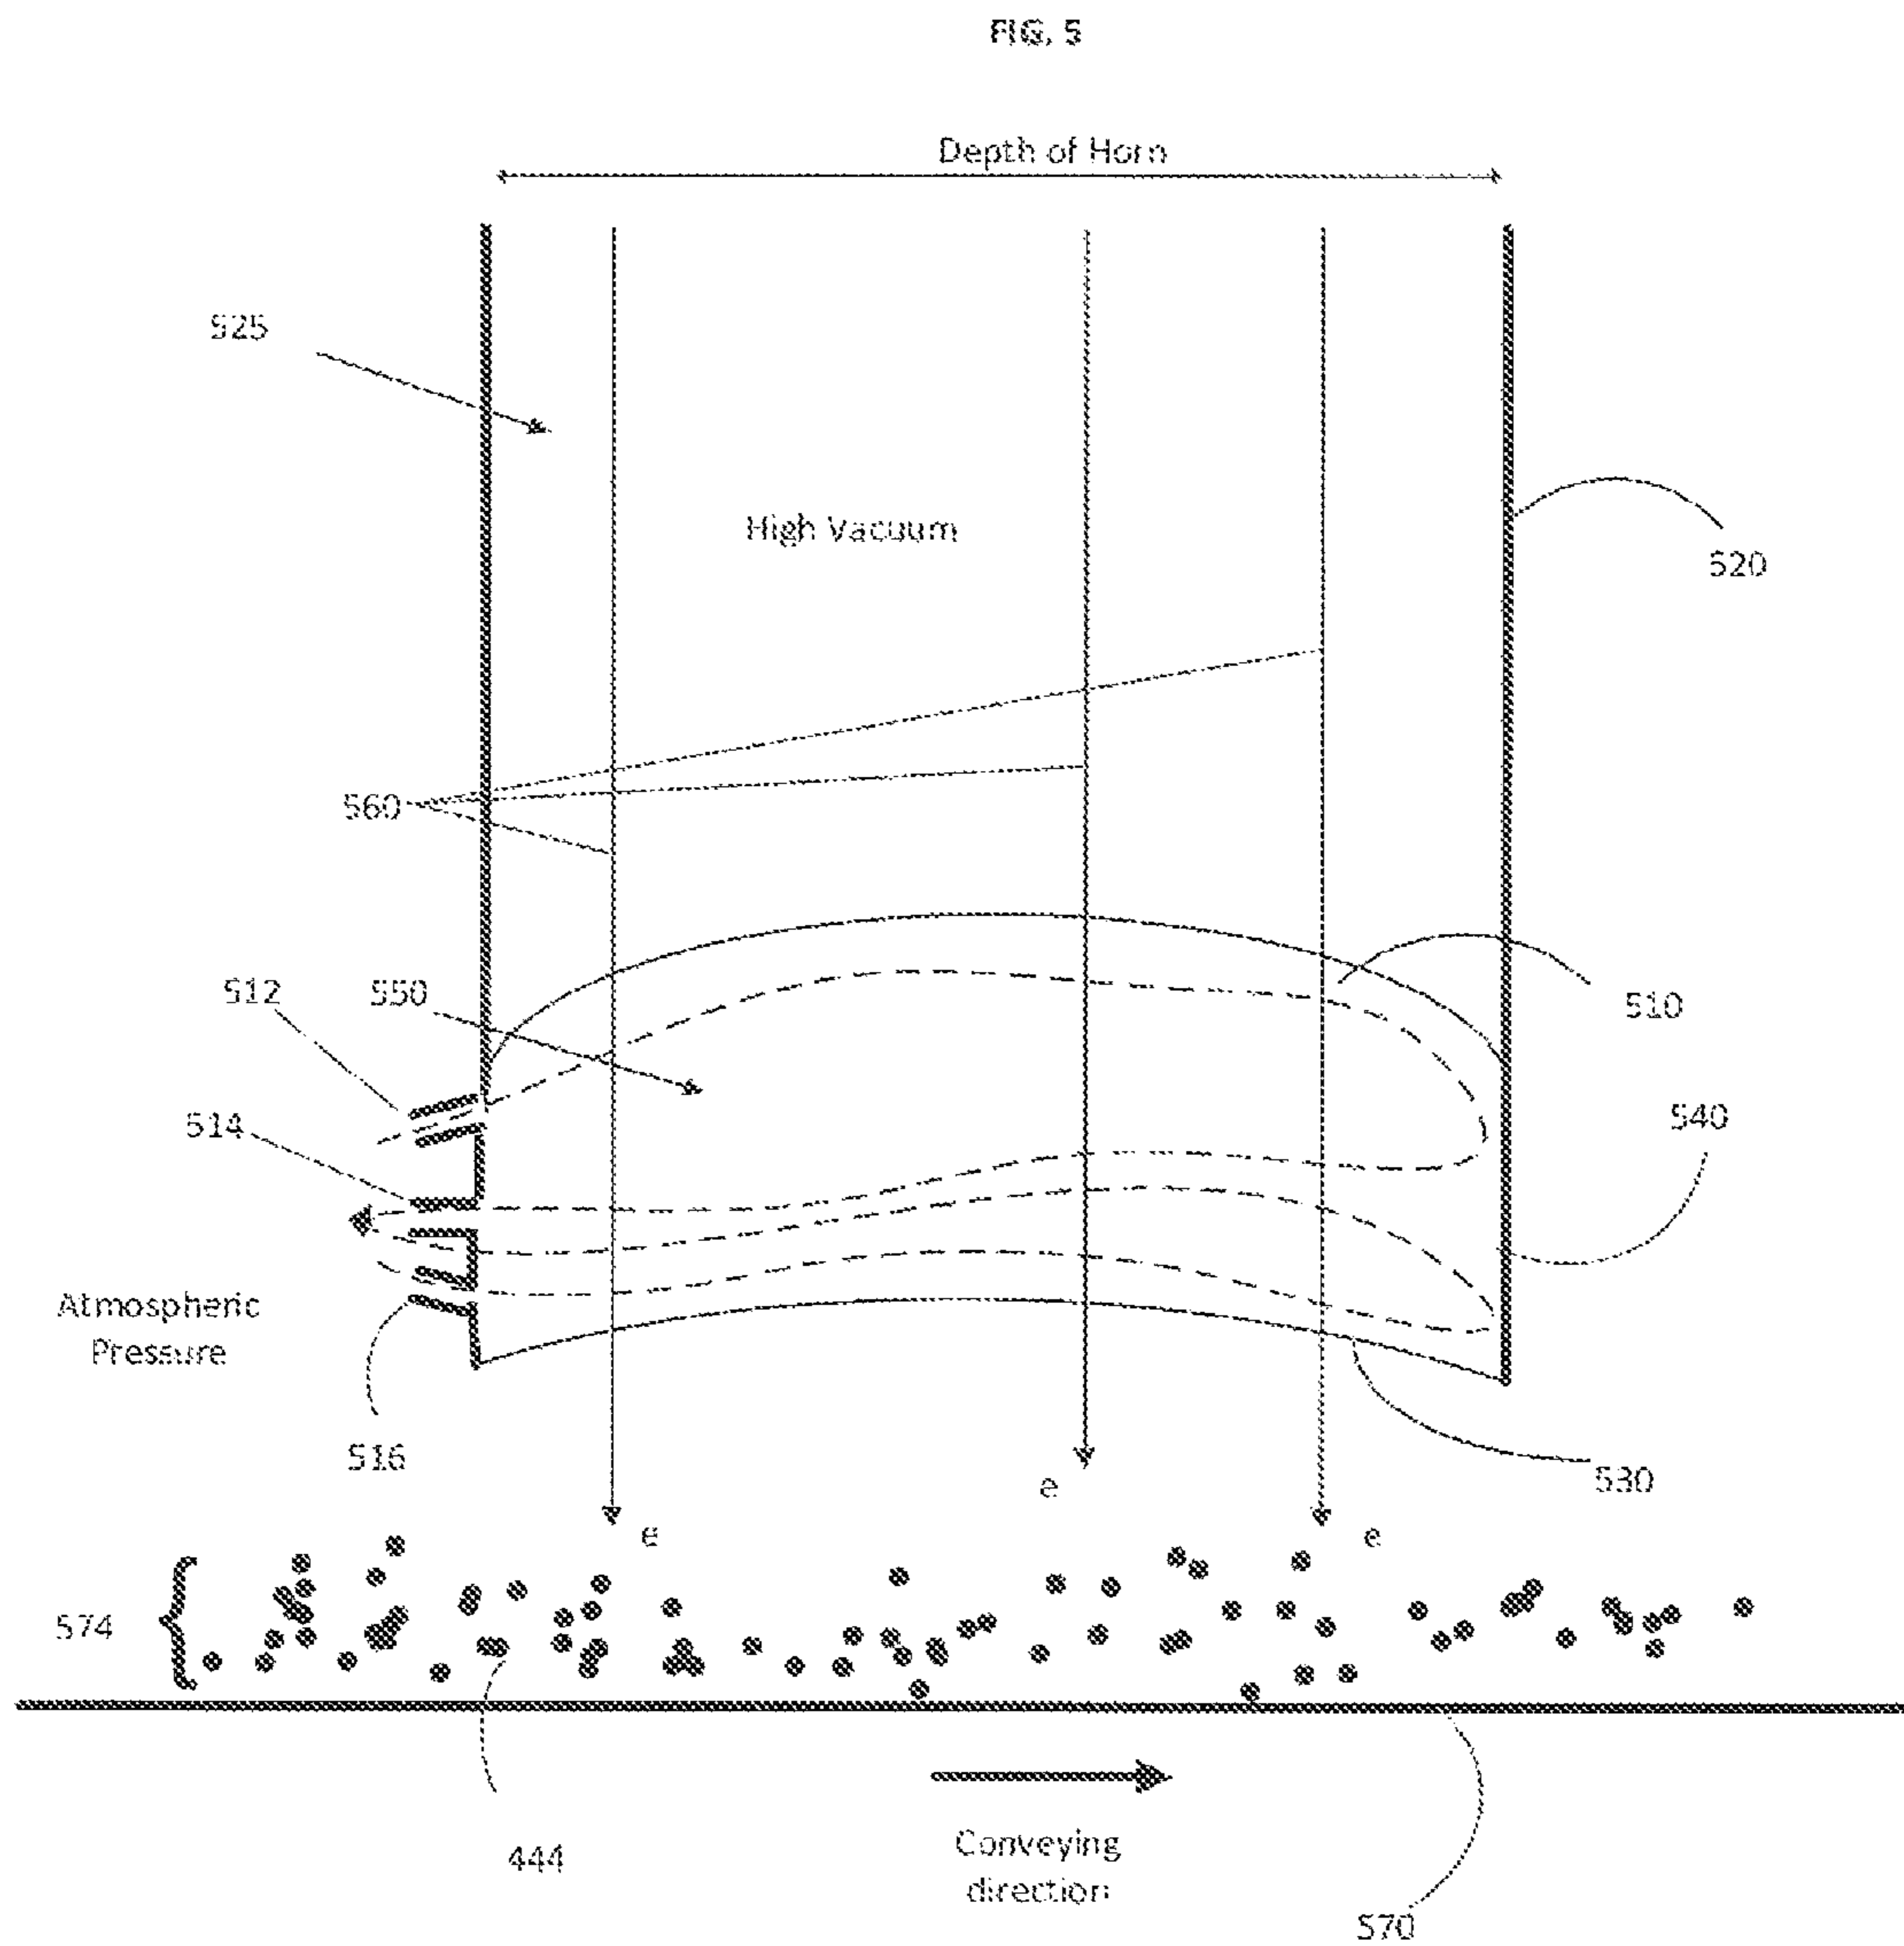 FIG. 5
Depth of Horn
525
High Vacuum
520
560
512
550
510
514
540
Atmospheric
Pressure
516
530
e
e
e
574
444
Conveying
direction
570